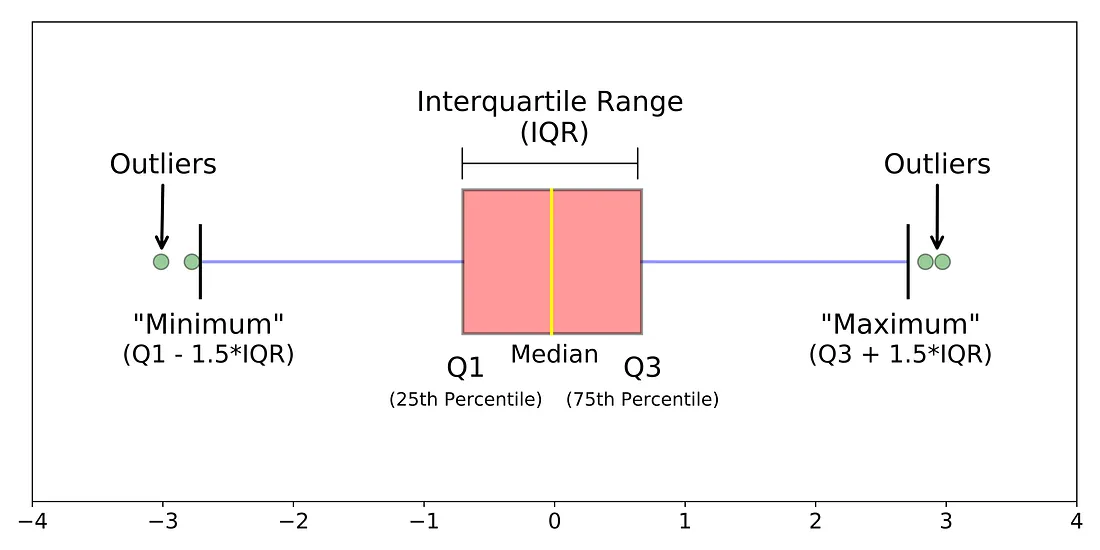 Interquartile Range
(IQR)
Outliers
Outliers
"Minimum"
(Q1 - 1.5*IQR)
"Maximum"
(Q3 + 1.5*IQR)
Median
Q1
Q3
(25th Percentile)
(75th Percentile)
−4
−3
−2
−1
0
1
2
3
4